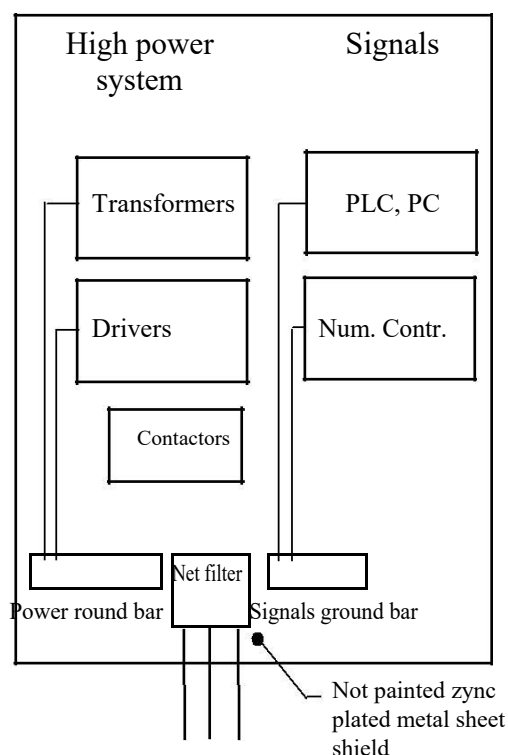 High power
system
Signals
Transformers
PLC, PC
Drivers
Num. Contr.
Contactors
Net filter
Power round bar
Signals ground bar
Not painted zync
plated metal sheet
shield